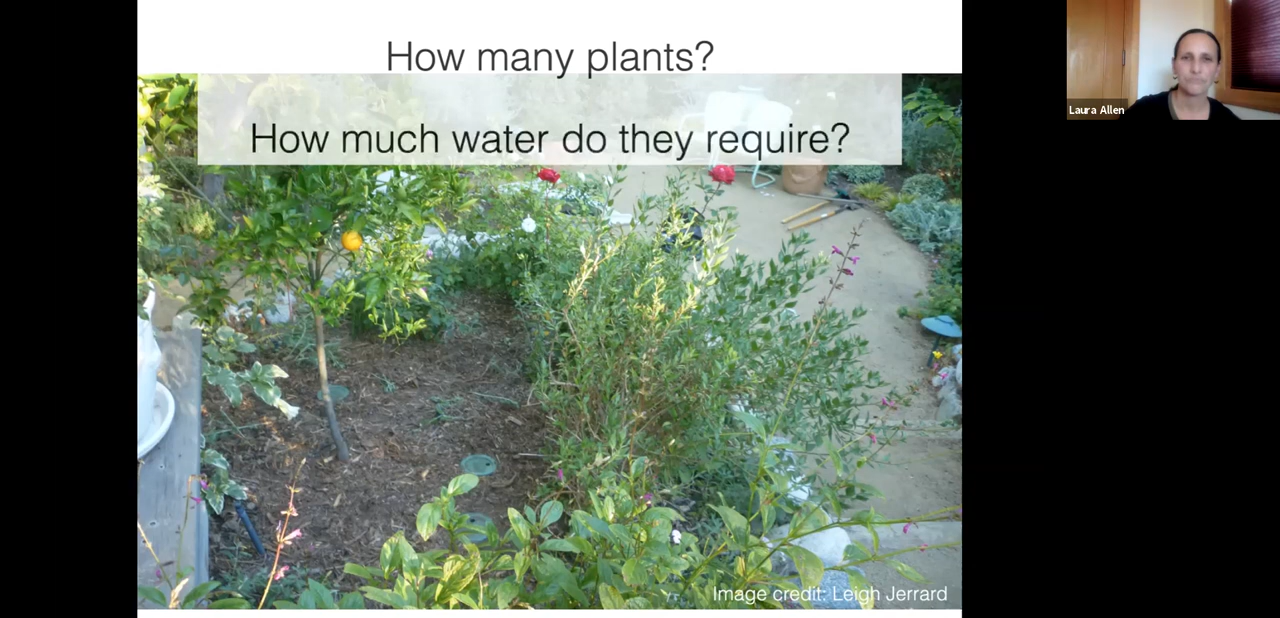 How many plants?
How much water do they require?
Laura Allen
Image credit: Leigh Jerrard